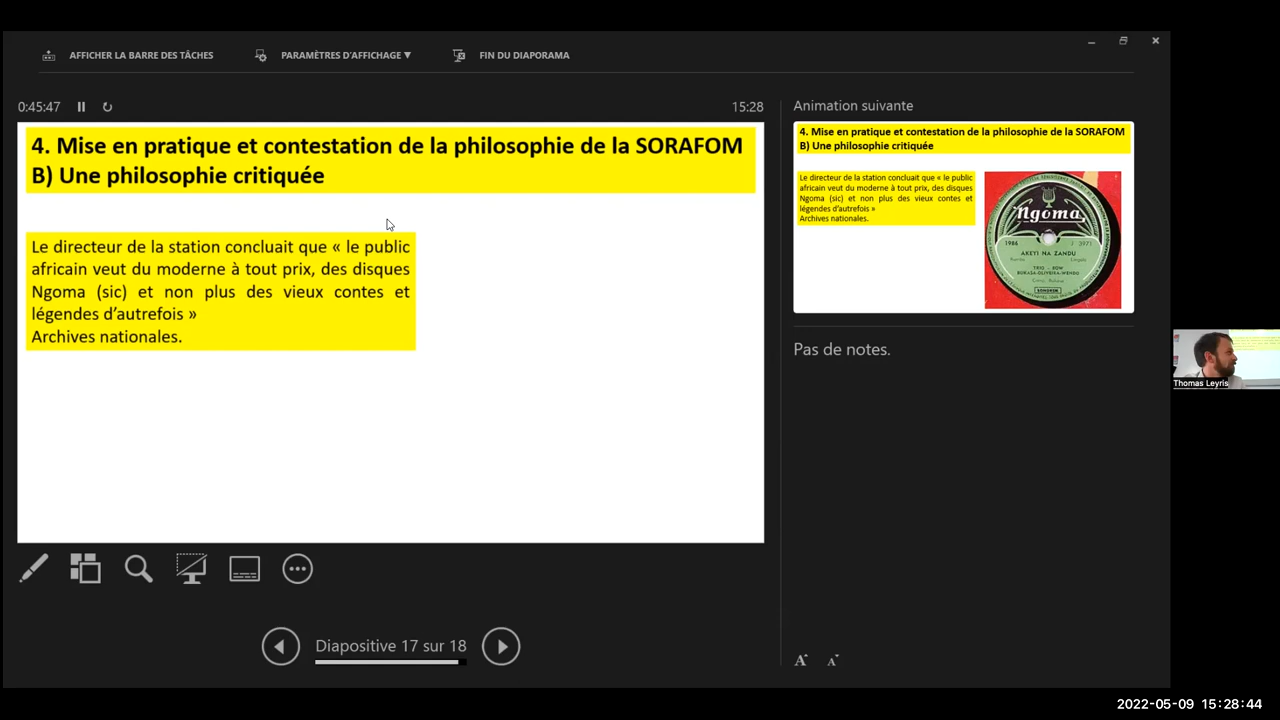 AFFICHER LA BARRE DES TÂCHES
PARAMÈTRES D'AFFICHAGE ▼
FIN DU DIAPORAMA
0:45:47
15:28
4. Mise en pratique et contestation de la philosophie de la SORAFOM
B) Une philosophie critiquée
Le directeur de la station concluait que « le public
africain veut du moderne à tout prix, des disques
Ngoma (sic) et non plus des vieux contes et
légendes d'autrefois »
Archives nationales.
Animation suivante
4. Mise en pratique et contestation de la philosophie de la SORAFOM
B) Une philosophie critiquée
Le directeur de la station concluait que « le public
africain veut du moderne à tout prix, des disques
Ngoma (sic) et non plus des vieux contes et
légendes d'autrefois »
Archives nationales.
Ngoma
1986
J 3971
AKEYI NA ZANDU
Lingala
TRIO - BOW
Pas de notes.
Thomas Leyris
Diapositive 17 sur 18
A A
2022-05-09 15:28:44